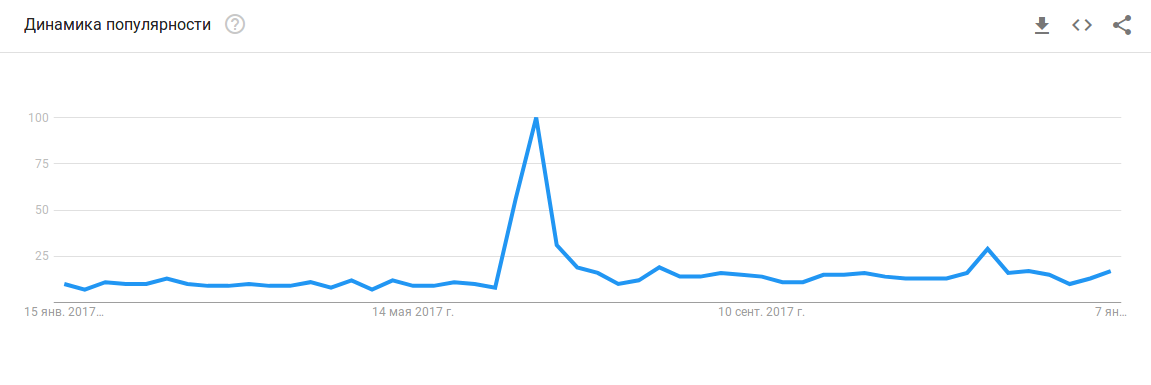 Динамика популярности ?
100
75
50
25
15 янв. 2017…
14 мая 2017 г.
10 сент. 2017 г.
7 ян…